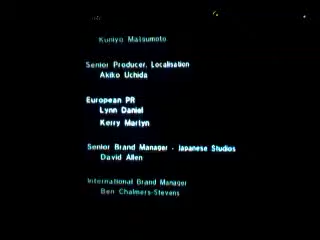 Kuniyo Matsumoto
Senior Producer, Localisation
Akiko Uchida
European PR
Lynn Daniel
Kerry Martyn
Senior Brand Manager - Japanese Studios
David Allen
International Brand Manager
Ben Chalmers-Stevens